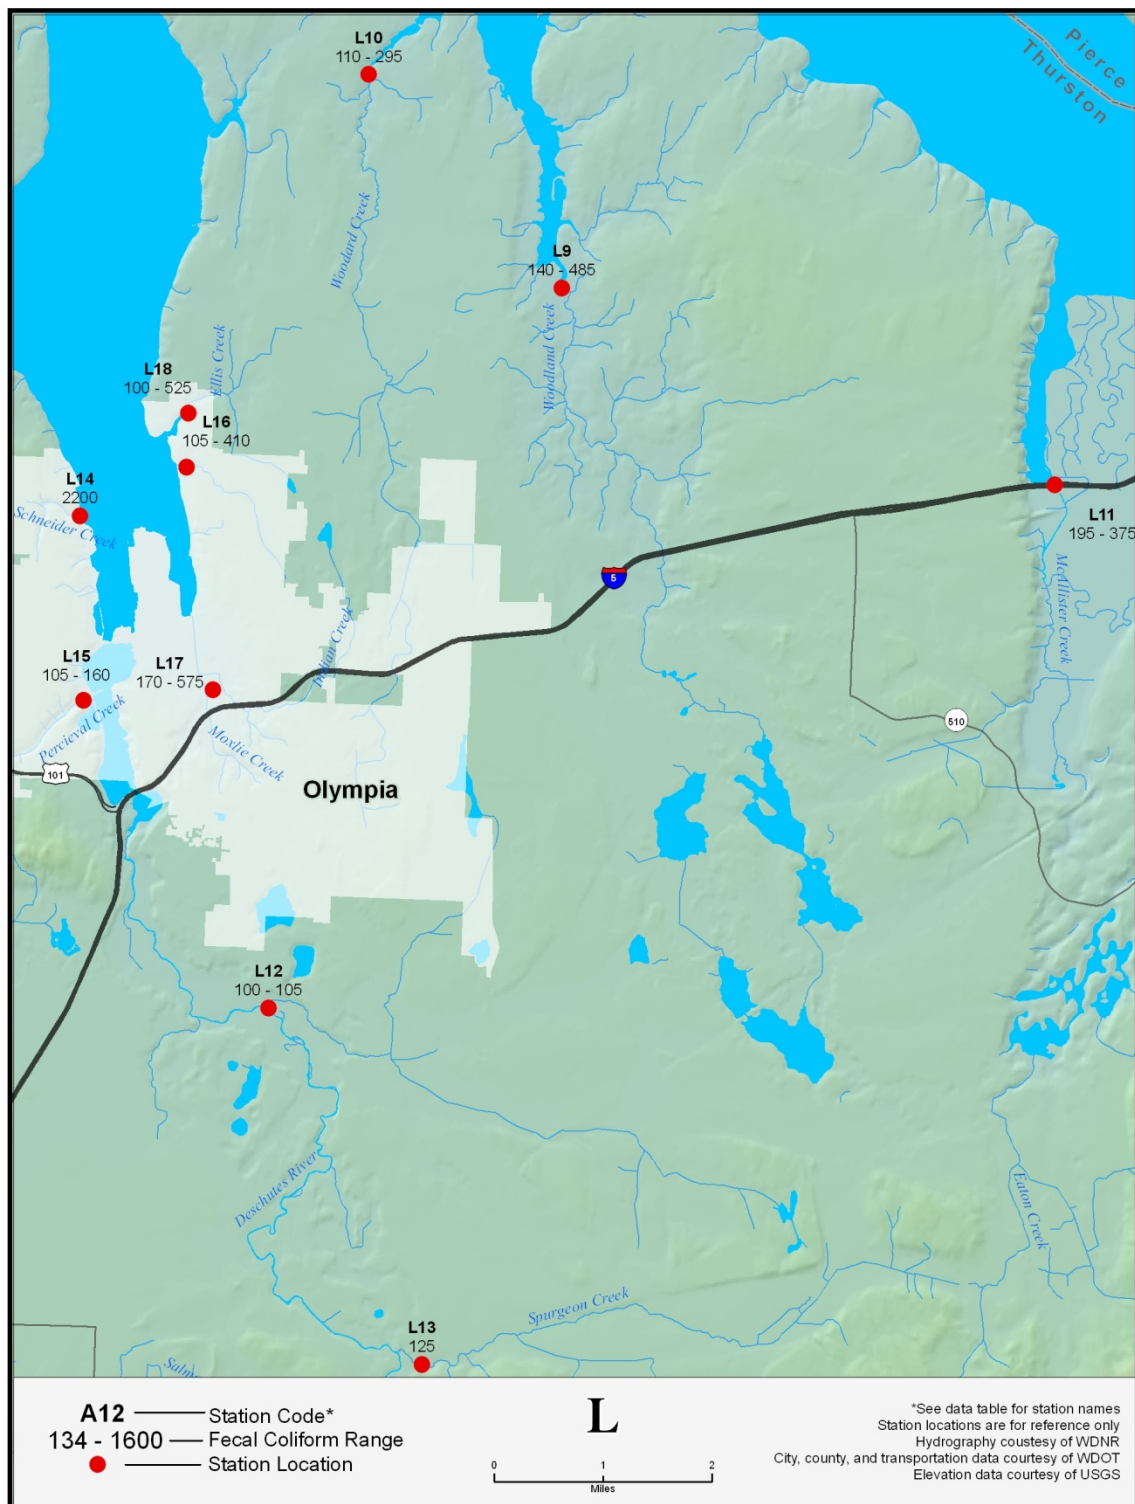 L10
110 - 295
Pierce
Thurston
Woodard Creek
L9
140 - 485
Woodland Creek
L18
100 - 525
Ellis Creek
L16
105 - 410
L14
2200
Schneider Creek
L11
195 - 375
McAllister Creek
5
Indian Creek
L15
105 - 160
L17
170 - 575
Percieval Creek
Moxlie Creek
510
101
Olympia
L12
100 - 105
Deschutes River
Eaton Creek
Spurgeon Creek
L13
125
Salm
A12
Station Code*
134 - 1600
Fecal Coliform Range
Station Location
L
0 1 2
Miles
*See data table for station names
Station locations are for reference only
Hydrography coustesy of WDNR
City, county, and transportation data courtesy of WDOT
Elevation data courtesy of USGS